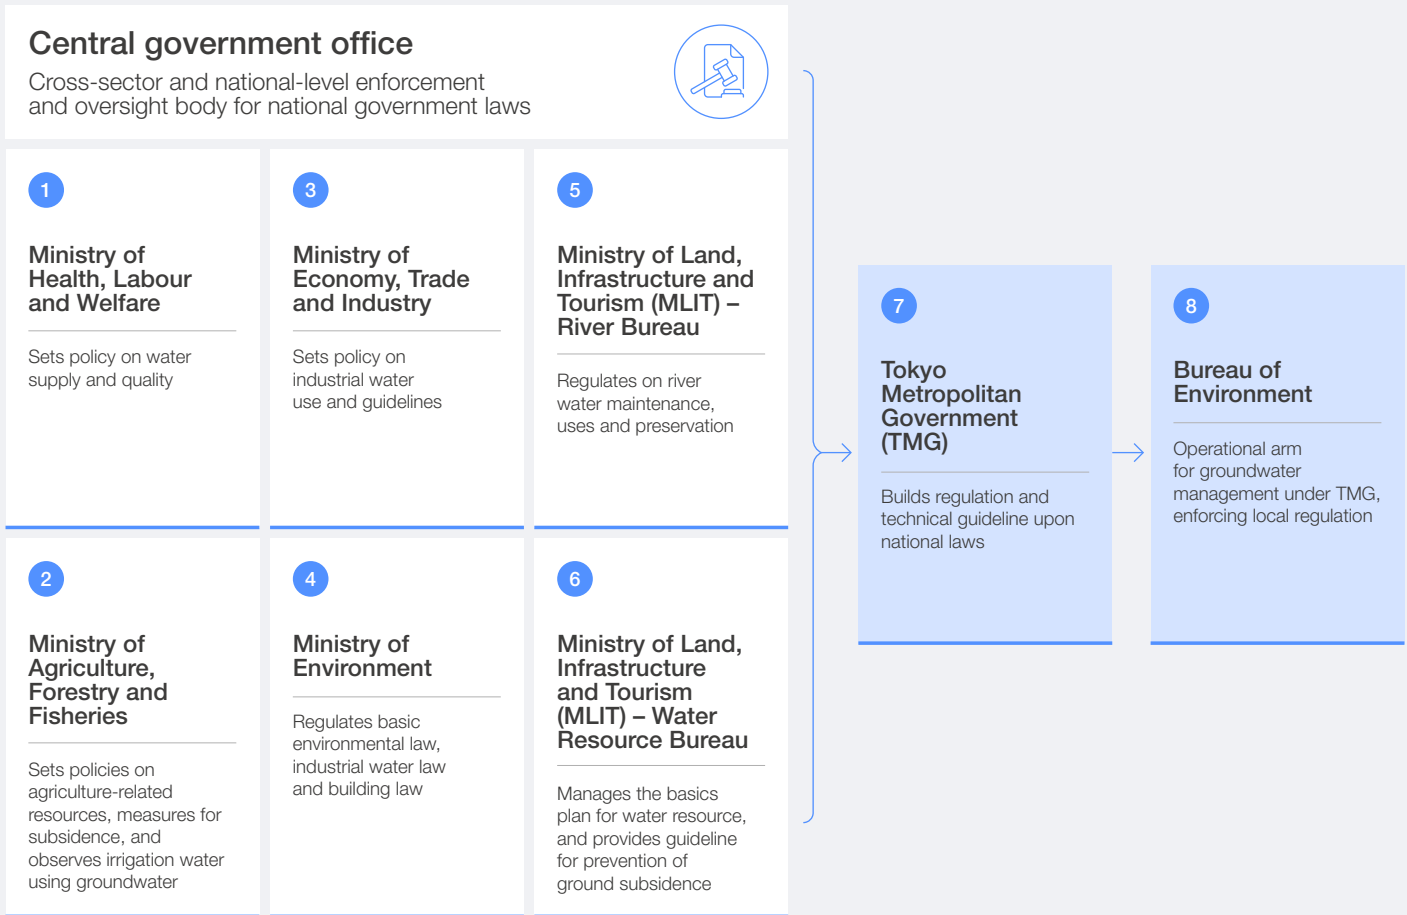 Central government office
Cross-sector and national-level enforcement
and oversight body for national government laws
1
Ministry of
Health, Labour
and Welfare
Sets policy on water
supply and quality
2
Ministry of
Agriculture,
Forestry and
Fisheries
Sets policies on
agriculture-related
resources, measures for
subsidence, and
observes irrigation water
using groundwater
3
Ministry of
Economy, Trade
and Industry
Sets policy on
industrial water
use and guidelines
4
Ministry of
Environment
Regulates basic
environmental law,
industrial water law
and building law
5
Ministry of Land,
Infrastructure and
Tourism (MLIT) –
River Bureau
Regulates on river
water maintenance,
uses and preservation
6
Ministry of Land,
Infrastructure
and Tourism
(MLIT) – Water
Resource Bureau
Manages the basics
plan for water resource,
and provides guideline
for prevention of
ground subsidence
7
Tokyo
Metropolitan
Government
(TMG)
Builds regulation and
technical guideline upon
national laws
8
Bureau of
Environment
Operational arm
for groundwater
management under TMG,
enforcing local regulation